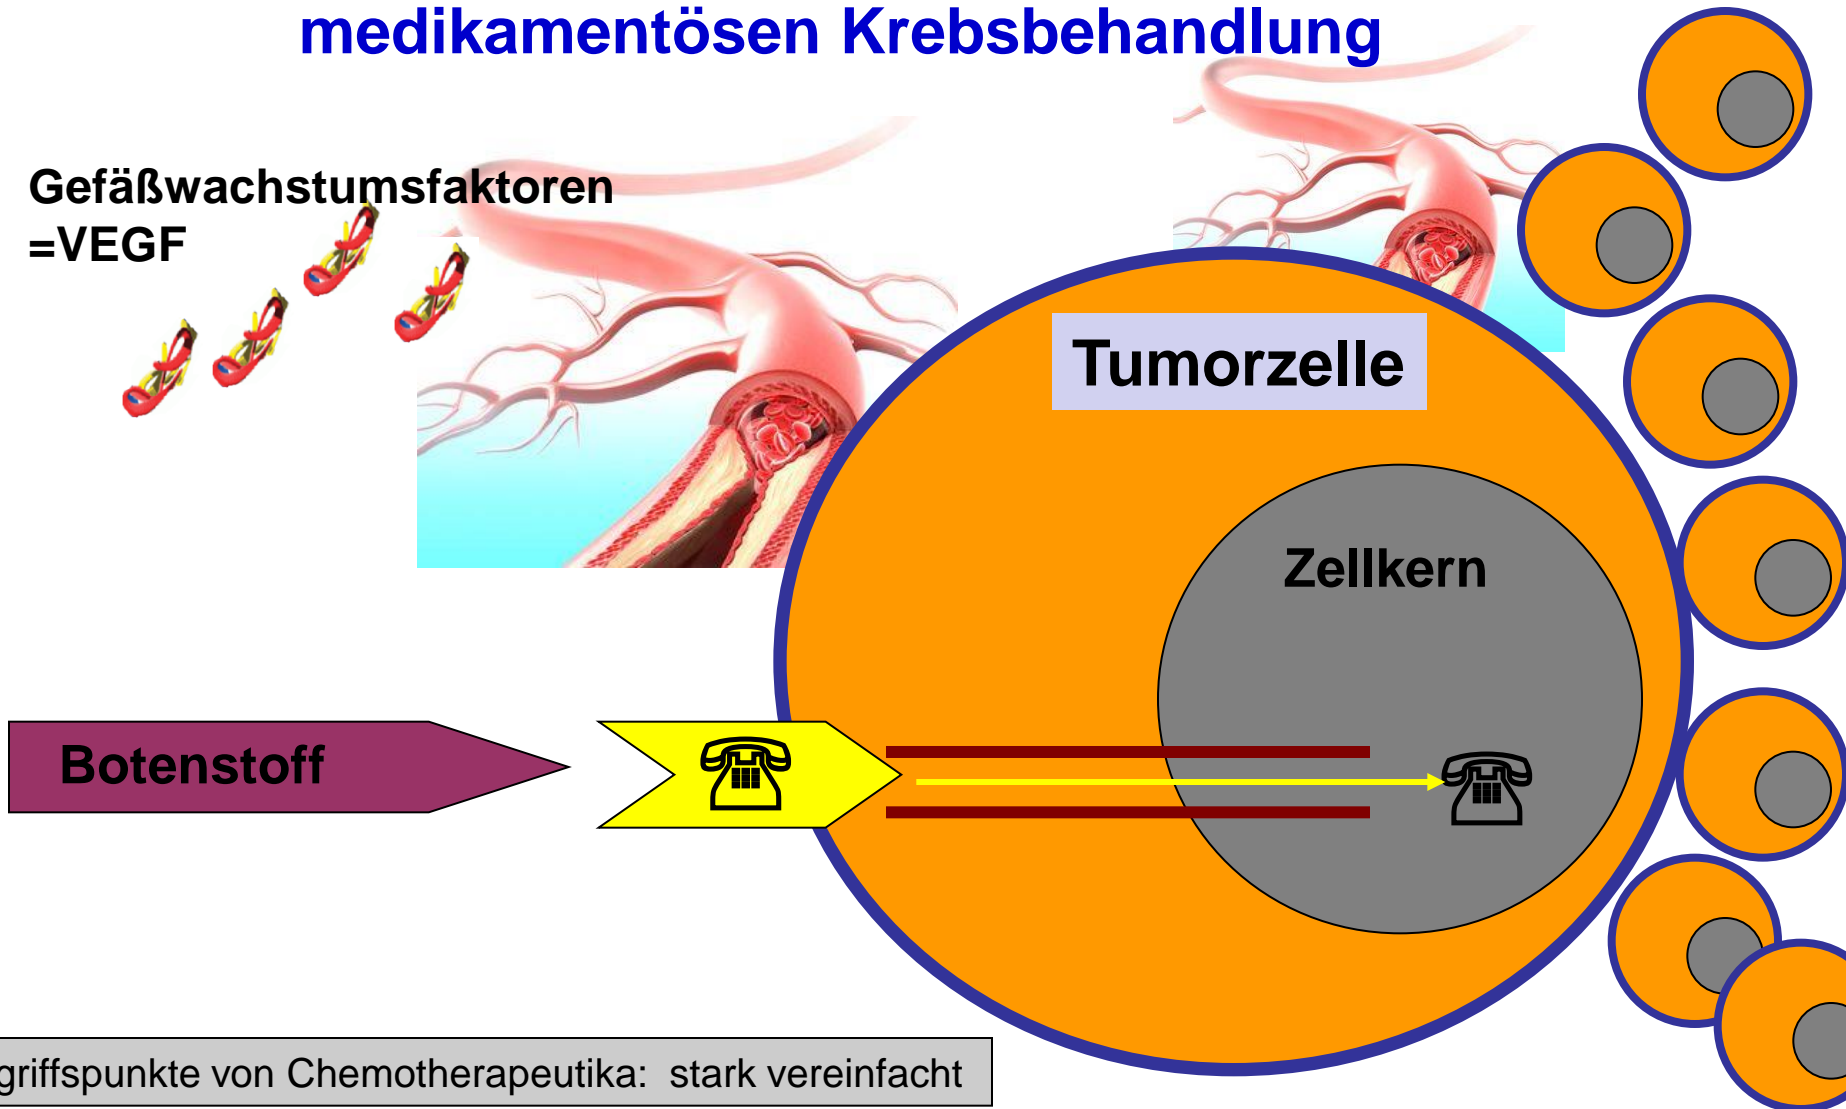 medikamentösen Krebsbehandlung
Gefäßwachstumsfaktoren
=VEGF
Tumorzelle
Zellkern
Botenstoff
griffspunkte von Chemotherapeutika: stark vereinfacht